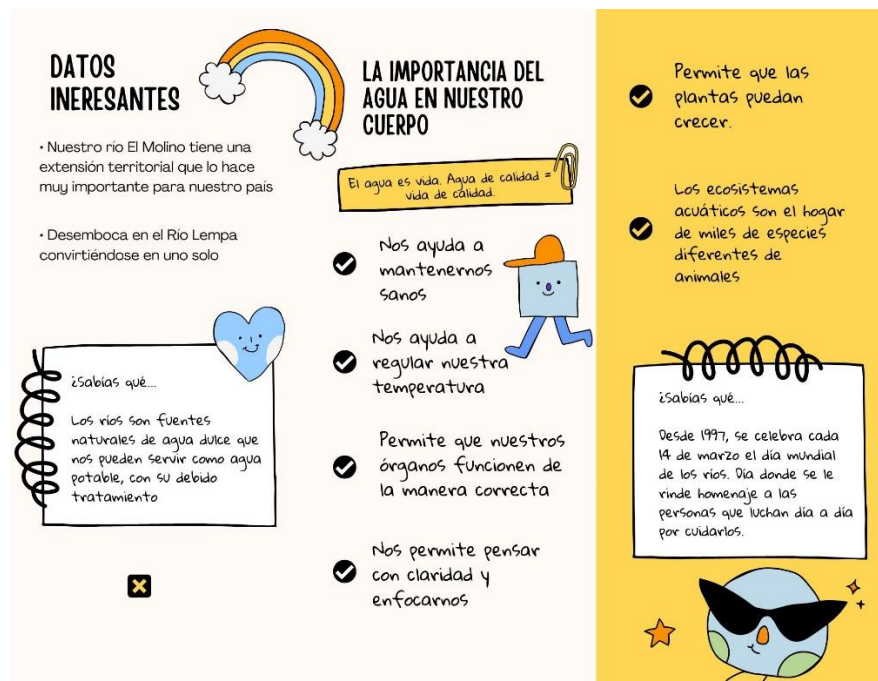 DATOS
INERESANTES
• Nuestro río El Molino tiene una
extensión territorial que lo hace
muy importante para nuestro país
• Desemboca en el Río Lempa
convirtiéndose en uno solo
¿Sabías qué...
Los ríos son fuentes
naturales de agua dulce que
nos pueden servir como agua
potable, con su debido
tratamiento
LA IMPORTANCIA DEL
AGUA EN NUESTRO
CUERPO
El agua es vida. Agua de calidad =
vida de calidad.
Nos ayuda a
mantenernos
sanos
Nos ayuda a
regular nuestra
temperatura
Permite que nuestros
órganos funcionen de
la manera correcta
Nos permite pensar
con claridad y
enfocarnos
Permite que las
plantas puedan
crecer.
Los ecosistemas
acuáticos son el hogar
de miles de especies
diferentes de
animales
¿Sabías qué...
Desde 1997, se celebra cada
14 de marzo el día mundial
de los ríos. Día donde se le
rinde homenaje a las
personas que luchan día a día
por cuidarlos.